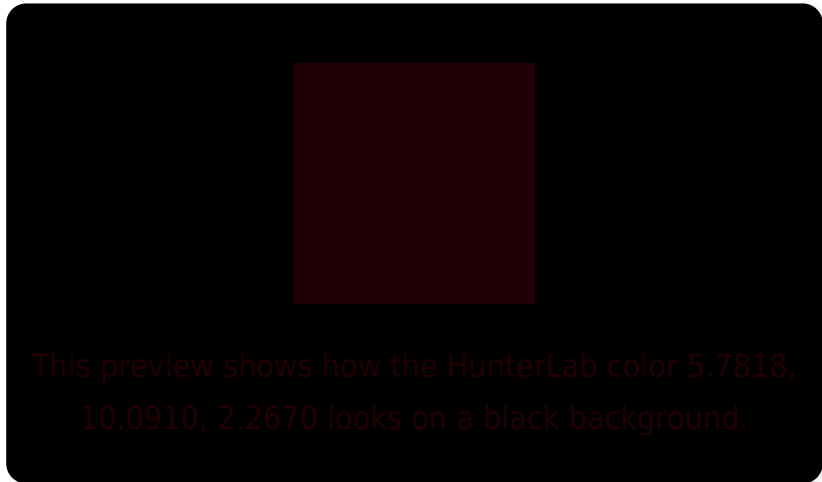 This preview shows how the HunterLab color 5.7818,
10.0910, 2.2670 looks on a black background.